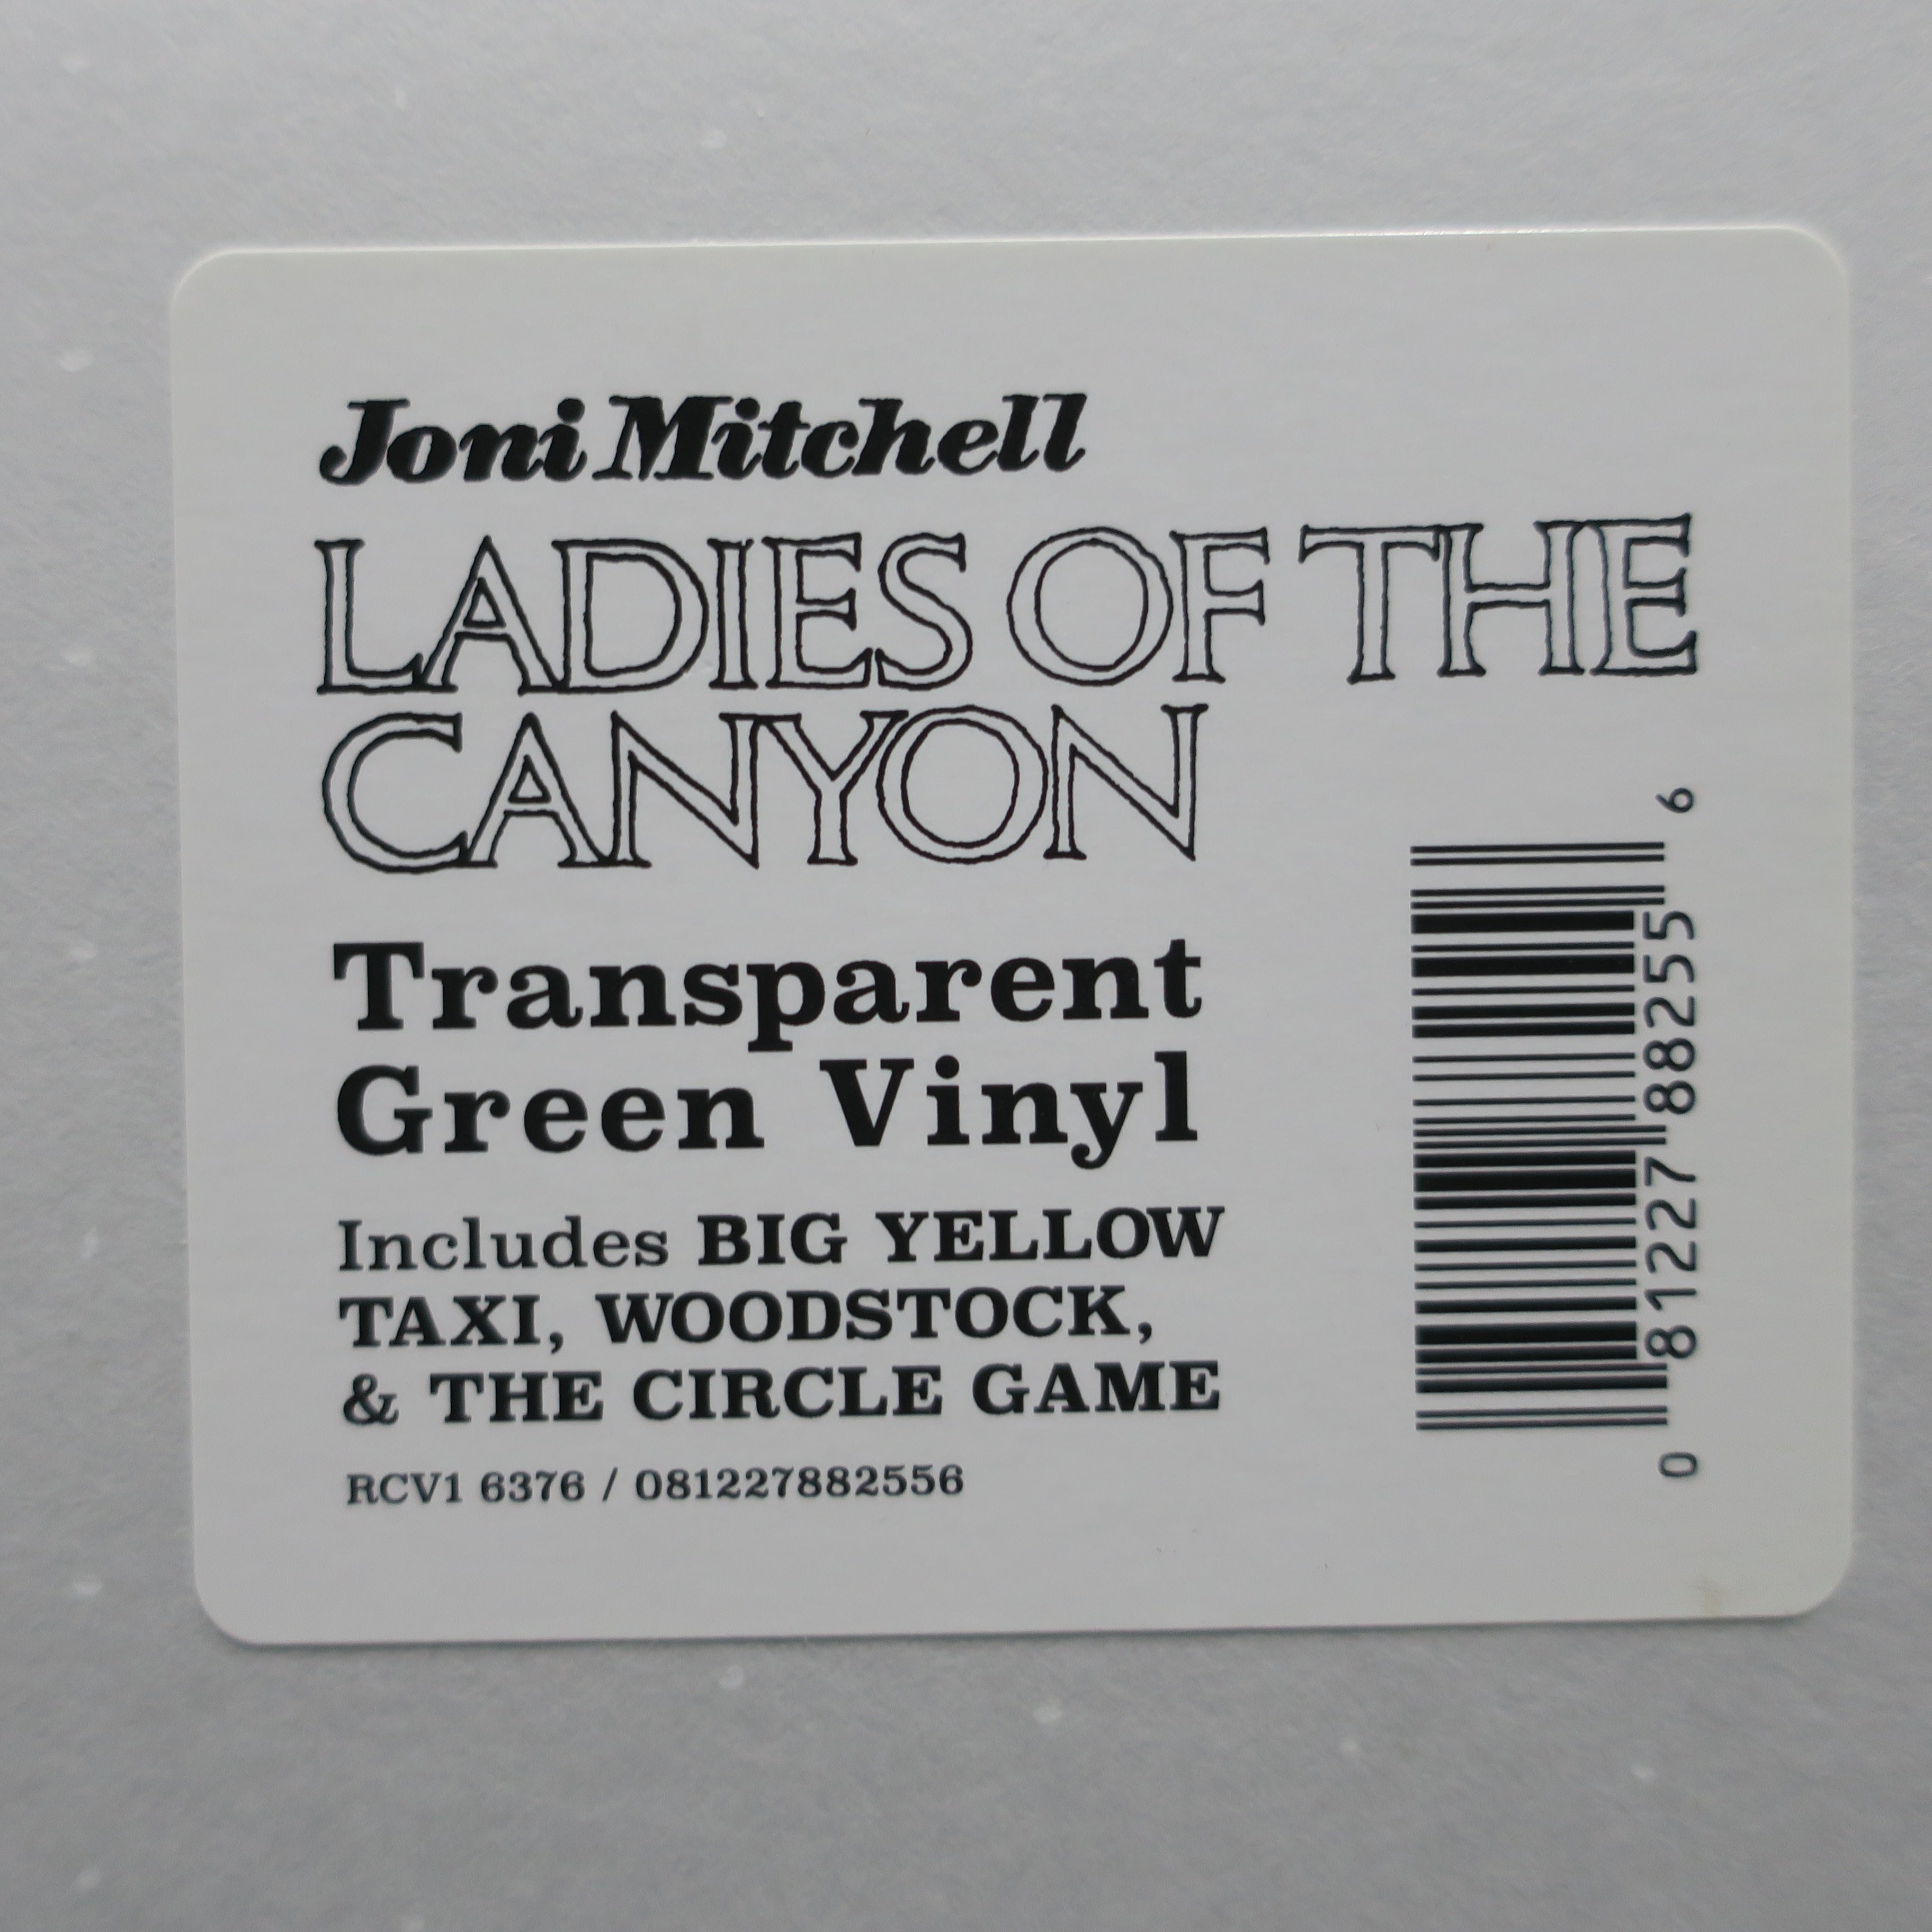 Joni Mitchell
LADIES OF THE
CANYON
Transparent
Green Vinyl
Includes BIG YELLOW
TAXI, WOODSTOCK,
& THE CIRCLE GAME
RCV1 6376 / 081227882556
0 81227 88255 6